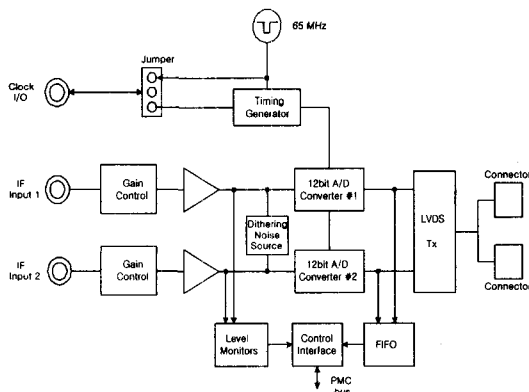 65 MHz
Jumper
Clock
I/O
Timing
Generator
IF
Input 1
Gain
Control
12bit A/D
Converter #1
Connector
Dithering
Noise
Source
LVDS
Tx
IF
Input 2
Gain
Control
12bit A/D
Converter #2
Connector
Level
Monitors
Control
Interface
FIFO
PMC
bus